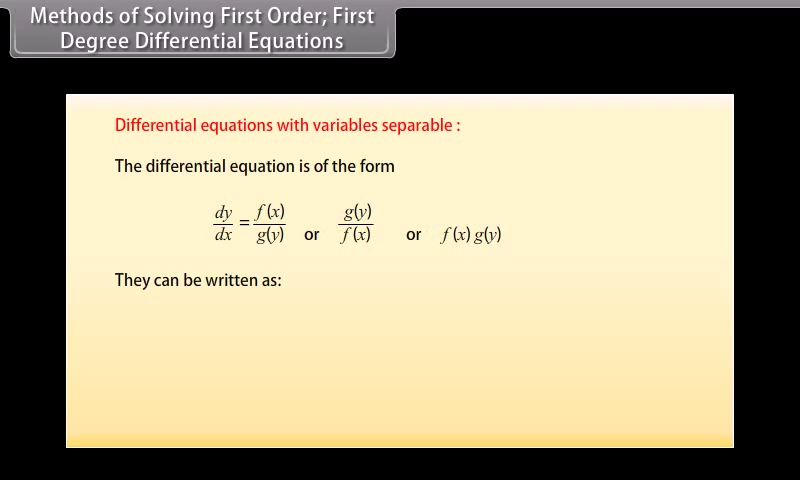 Methods of Solving First Order; First
Degree Differential Equations
Differential equations with variables separable :
The differential equation is of the form
dy/dx = f(x)/g(y) or g(y)/f(x) or f(x) g(y)
They can be written as: